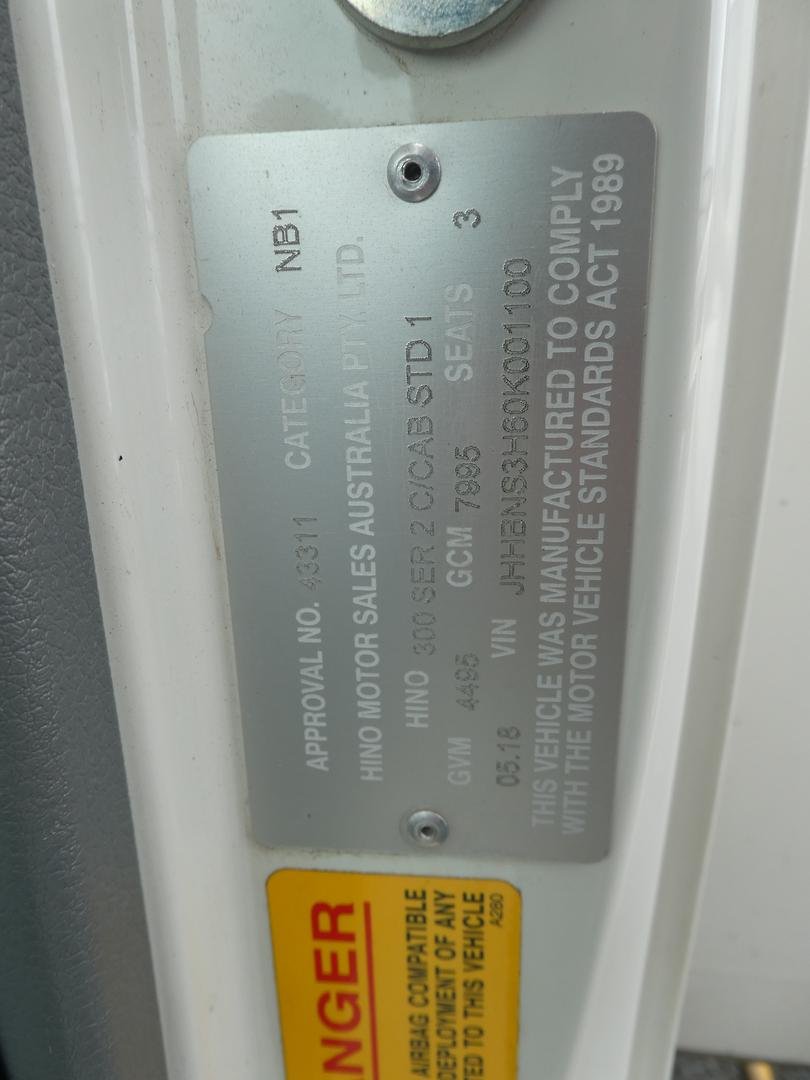 APPROVAL NO. 43311 CATEGORY NB1
HINO MOTOR SALES AUSTRALIA PTY. LTD.
HINO 300 SER 2 C/CAB STD 1
GVM 4495 GCM 7995 SEATS 3
05.18 VIN JHHBNS3H60K001100
THIS VEHICLE WAS MANUFACTURED TO COMPLY
WITH THE MOTOR VEHICLE STANDARDS ACT 1989
ANGER
AIRBAG COMPATIBLE
DEPLOYMENT OF ANY
TED TO THIS VEHICLE
A280